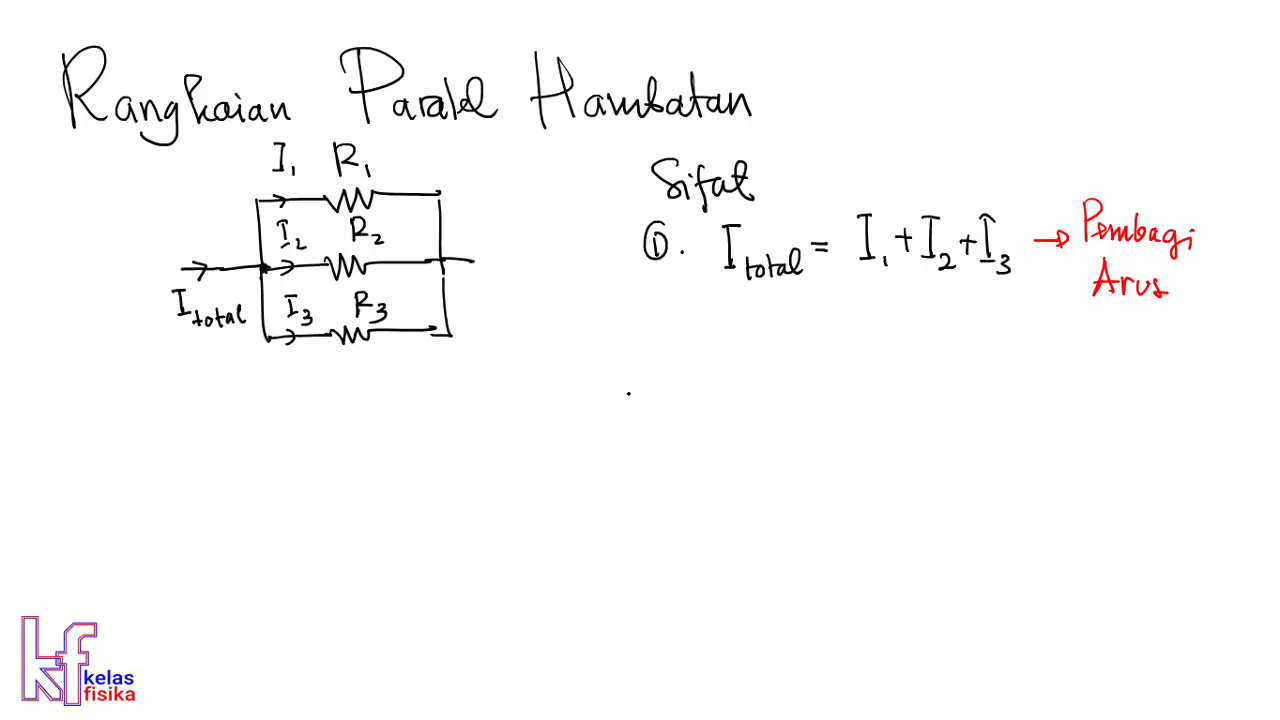 Rangkaian Paralel Hambatan
I₁ R₁
I₂ R₂
I₃ R₃
Itotal
Sifat
①. Itotal = I₁ + I₂ + I₃ → Pembagi
Arus
kelas
fisika